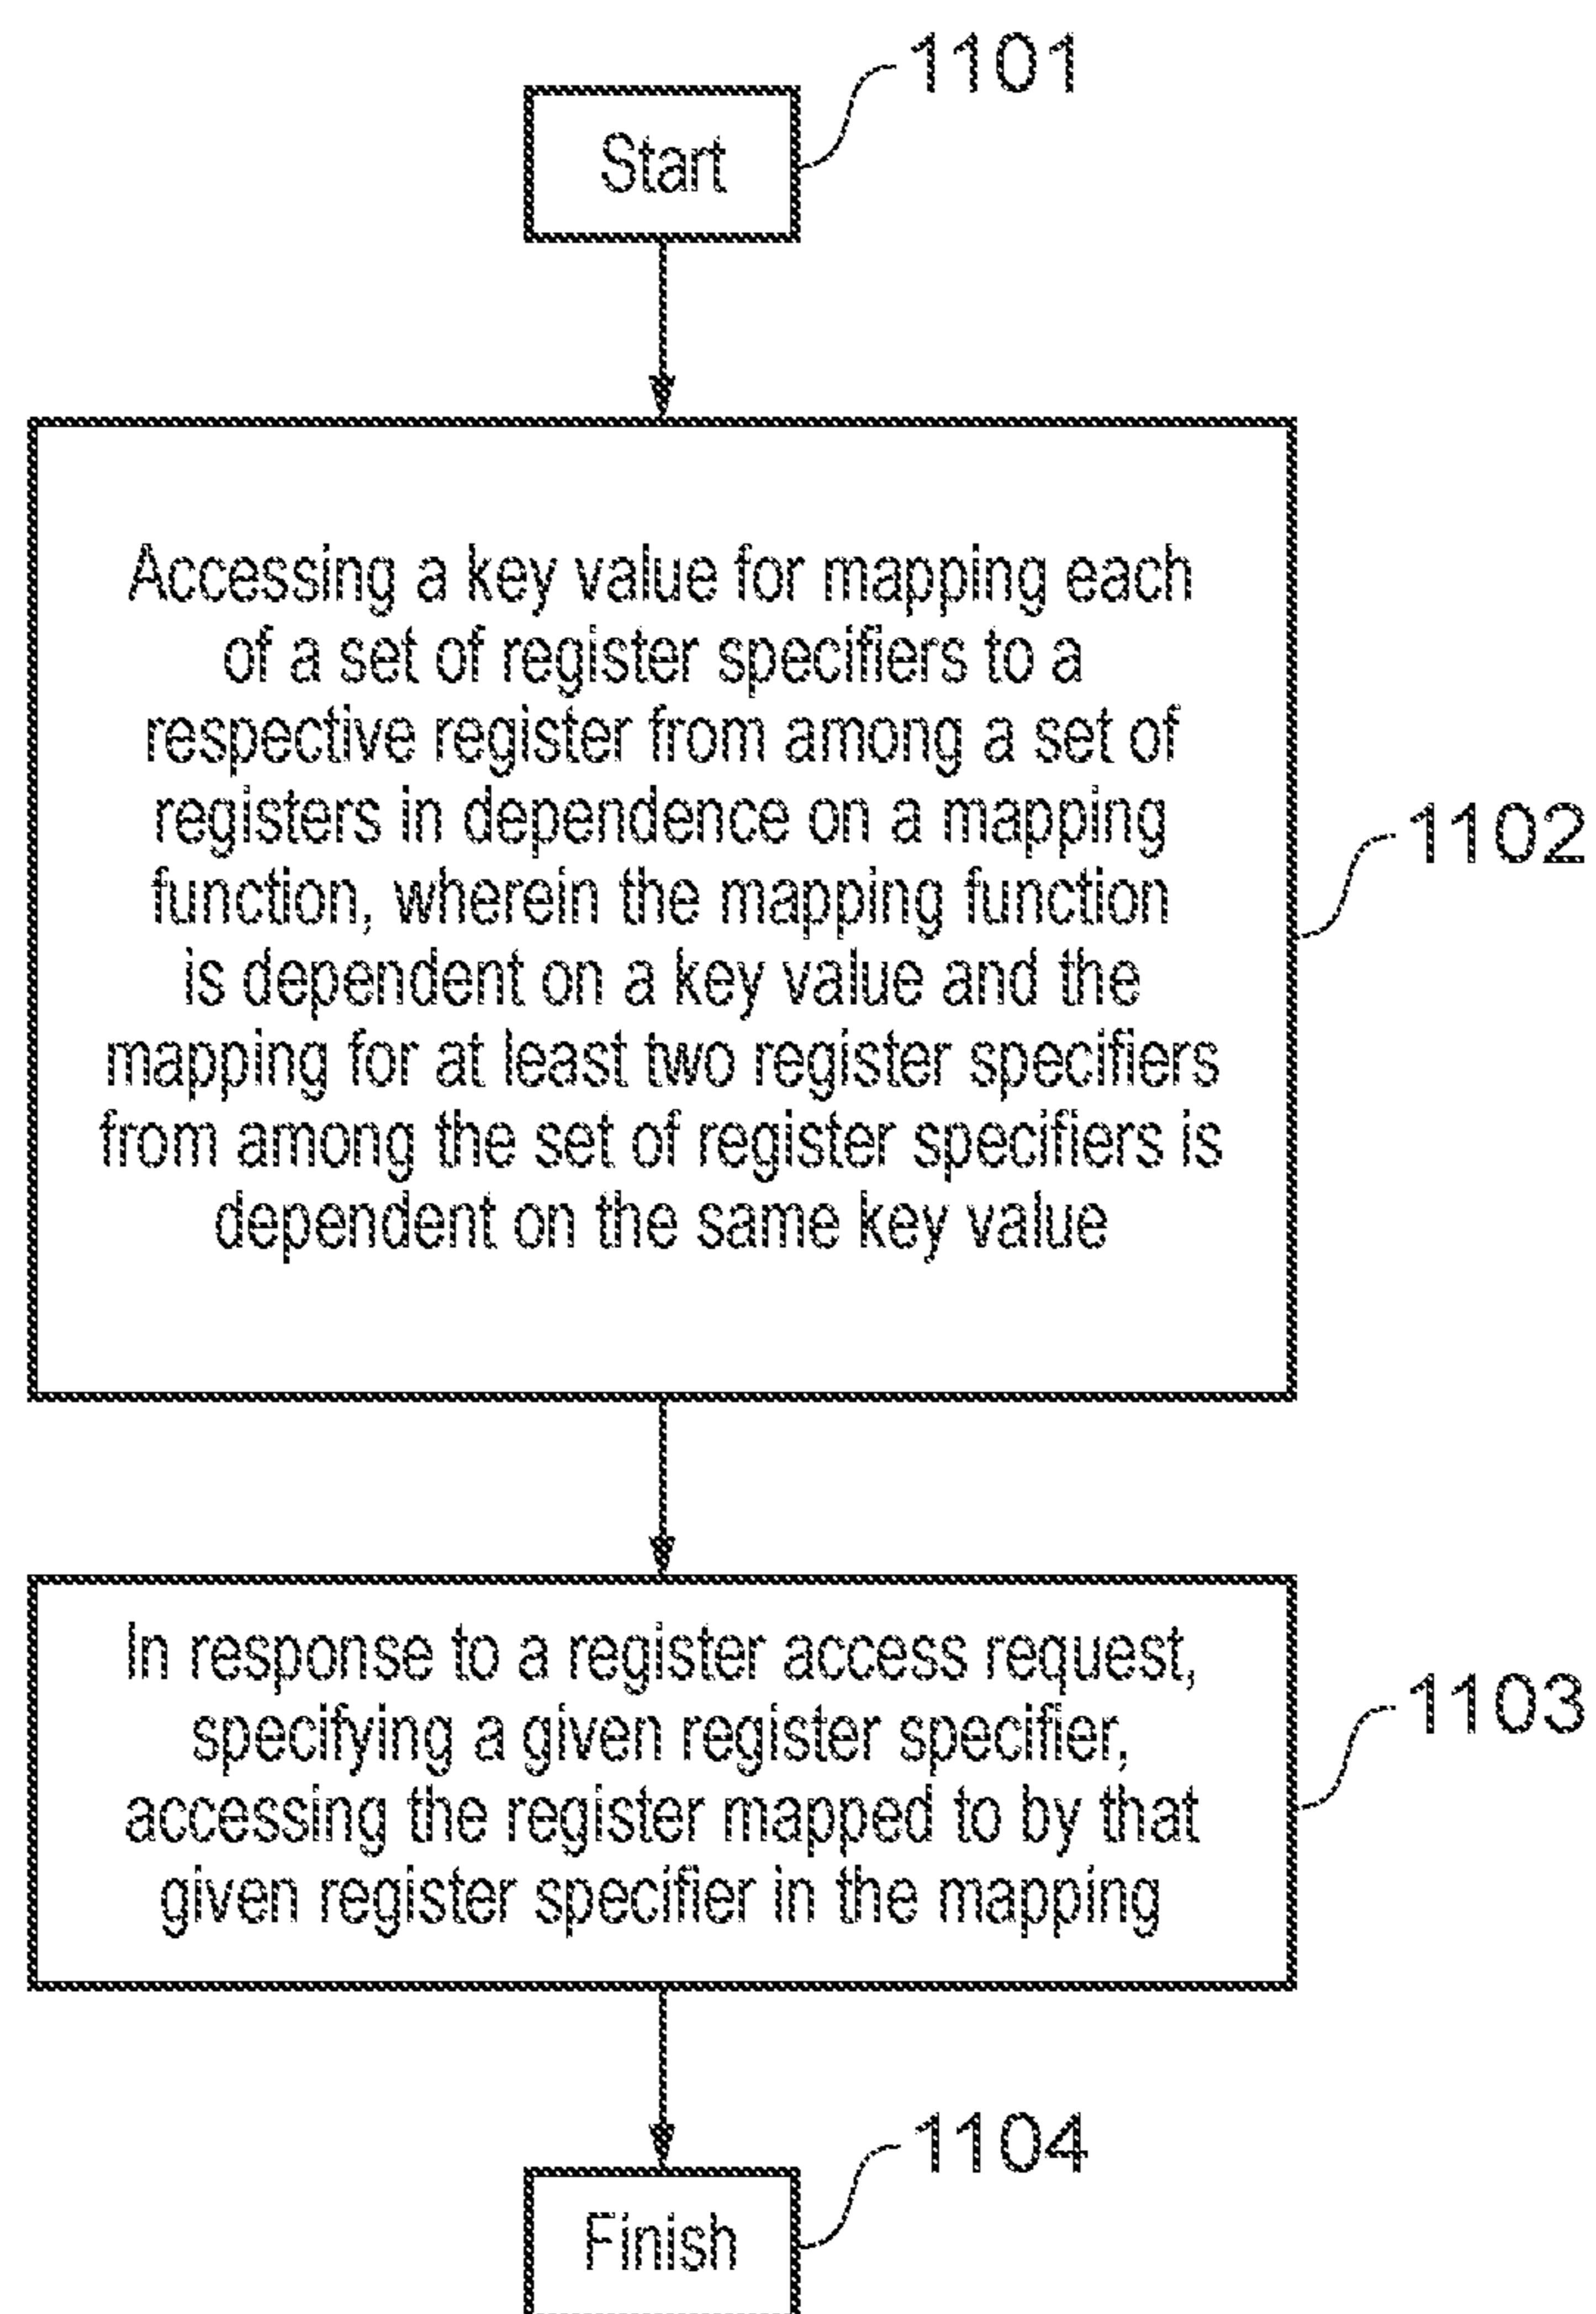 1101
Start
Accessing a key value for mapping each
of a set of register specifiers to a
respective register from among a set of
registers in dependence on a mapping
function, wherein the mapping function
is dependent on a key value and the
mapping for at least two register specifiers
from among the set of register specifiers is
dependent on the same key value
1102
In response to a register access request,
specifying a given register specifier,
accessing the register mapped to by that
given register specifier in the mapping
1103
1104
Finish